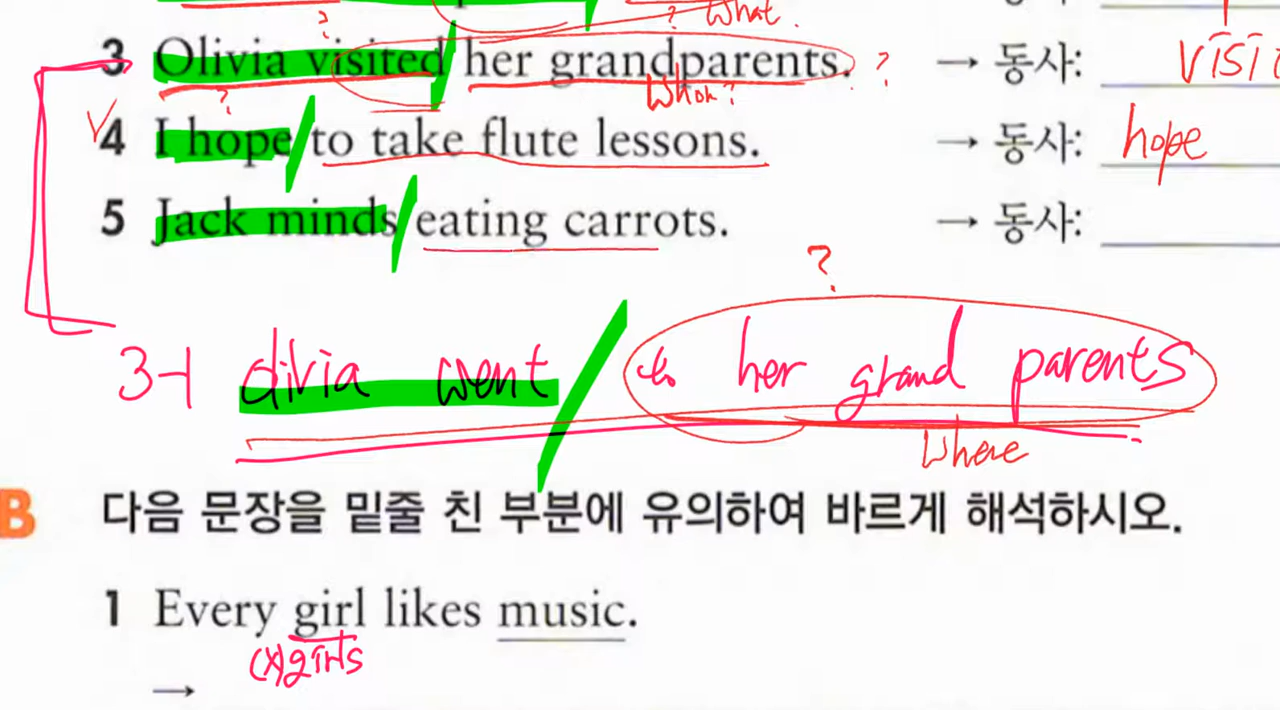 ? ? What.
3 Olivia visited her grandparents. ? → 동사: visi
? Whom?
√4 I hope to take flute lessons. → 동사: hope
5 Jack minds eating carrots. → 동사:
?
3-1 Olivia went to her grand parents
Where
B 다음 문장을 밑줄 친 부분에 유의하여 바르게 해석하시오.
1 Every girl likes music.
(x)girls
→